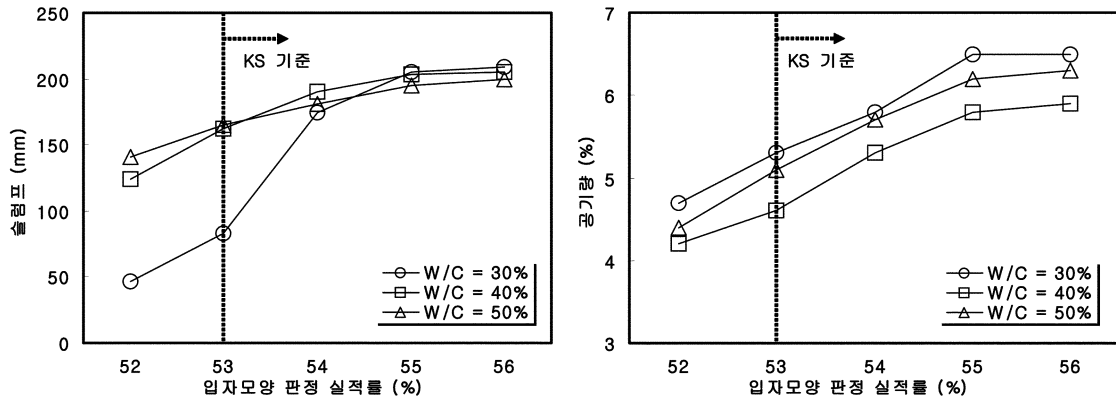 250
200
150
100
50
0
슬럼프 (mm)
KS 기준
W/C = 30%
W/C = 40%
W/C = 50%
52 53 54 55 56
입자모양 판정 실적률 (%)
7
6
5
4
3
공기량 (%)
KS 기준
W/C = 30%
W/C = 40%
W/C = 50%
52 53 54 55 56
입자모양 판정 실적률 (%)